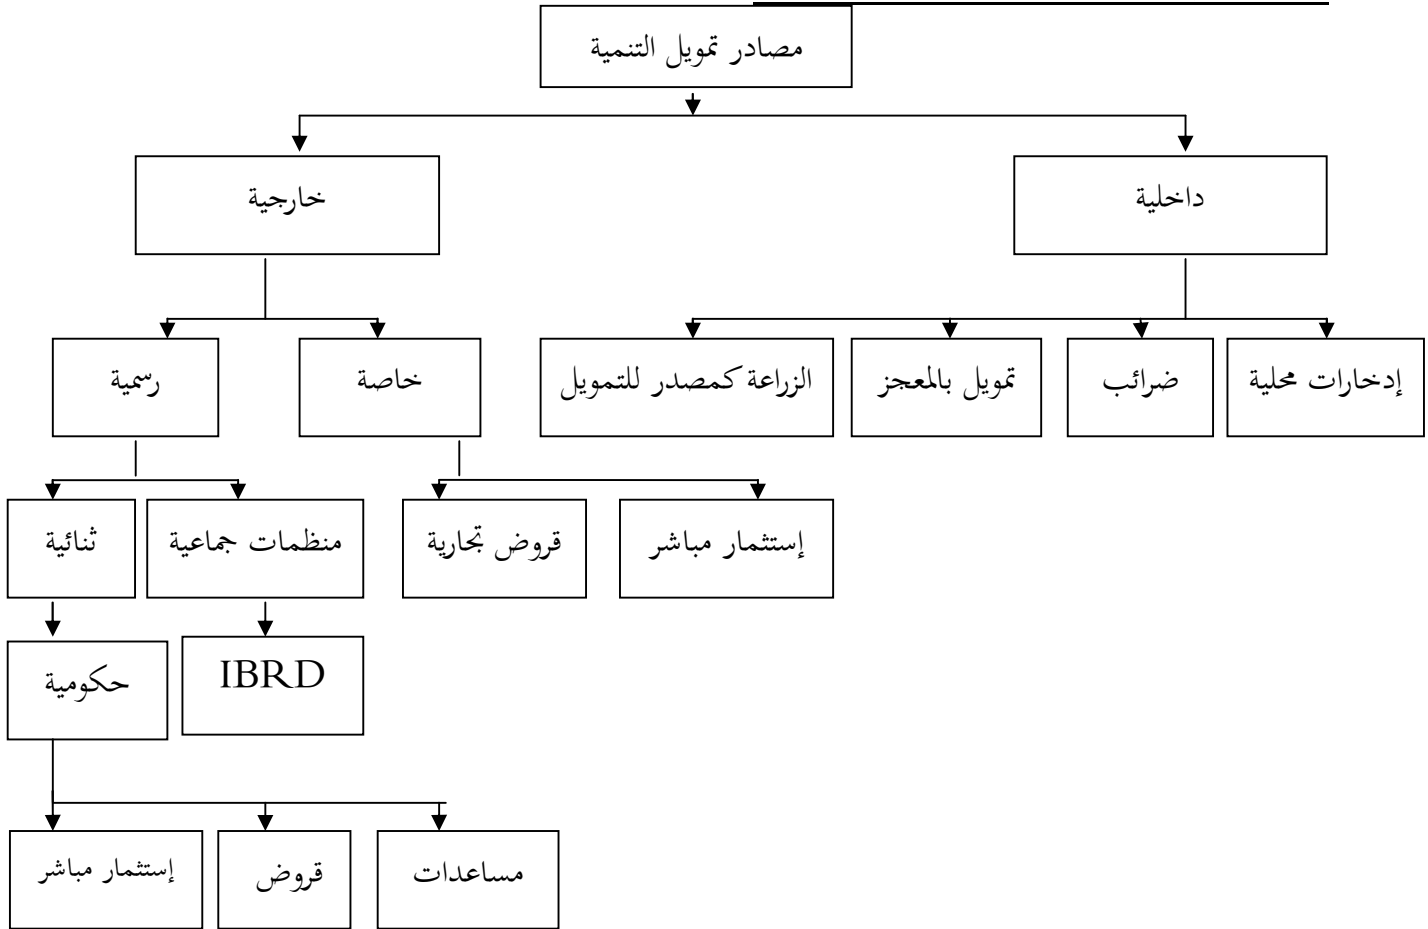 مصادر تمويل التنمية
داخلية
خارجية
إدخارات محلية
ضرائب
تمويل بالمعجز
الزراعة كمصدر للتمويل
خاصة
رسمية
إستثمار مباشر
قروض تجارية
منظمات جماعية
ثنائية
IBRD
حكومية
مساعدات
قروض
إستثمار مباشر